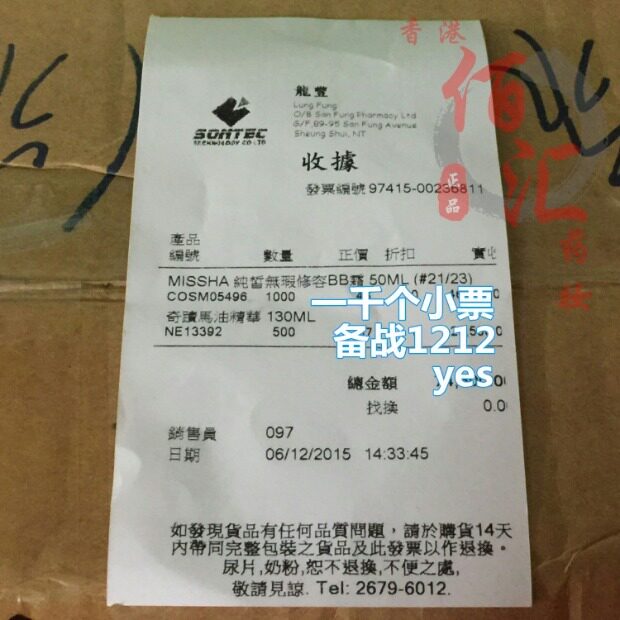 香港
佰汇
正品
SONTEC
TECHNOLOGY CO LTD
龍豐
Lung Fung
O/B San Fung Pharmacy Ltd
G/F,89-95 San Fung Avenue
Sheung Shui, NT
收據
發票編號 97415-00236811
產品
編號 數量 正價 折扣
MISSHA 純皙無瑕修容BB霜 50ML (#21/23)
COSM05496 1000
奇蹟馬油精華 130ML
NE13392 500
一千个小票
备战1212
yes
總金額
找換 0.0
銷售員 097
日期 06/12/2015 14:33:45
如發現貨品有任何品質問題，請於購貨14天
內帶同完整包裝之貨品及此發票以作退換。
尿片,奶粉,恕不退換,不便之處,
敬請見諒. Tel: 2679-6012.